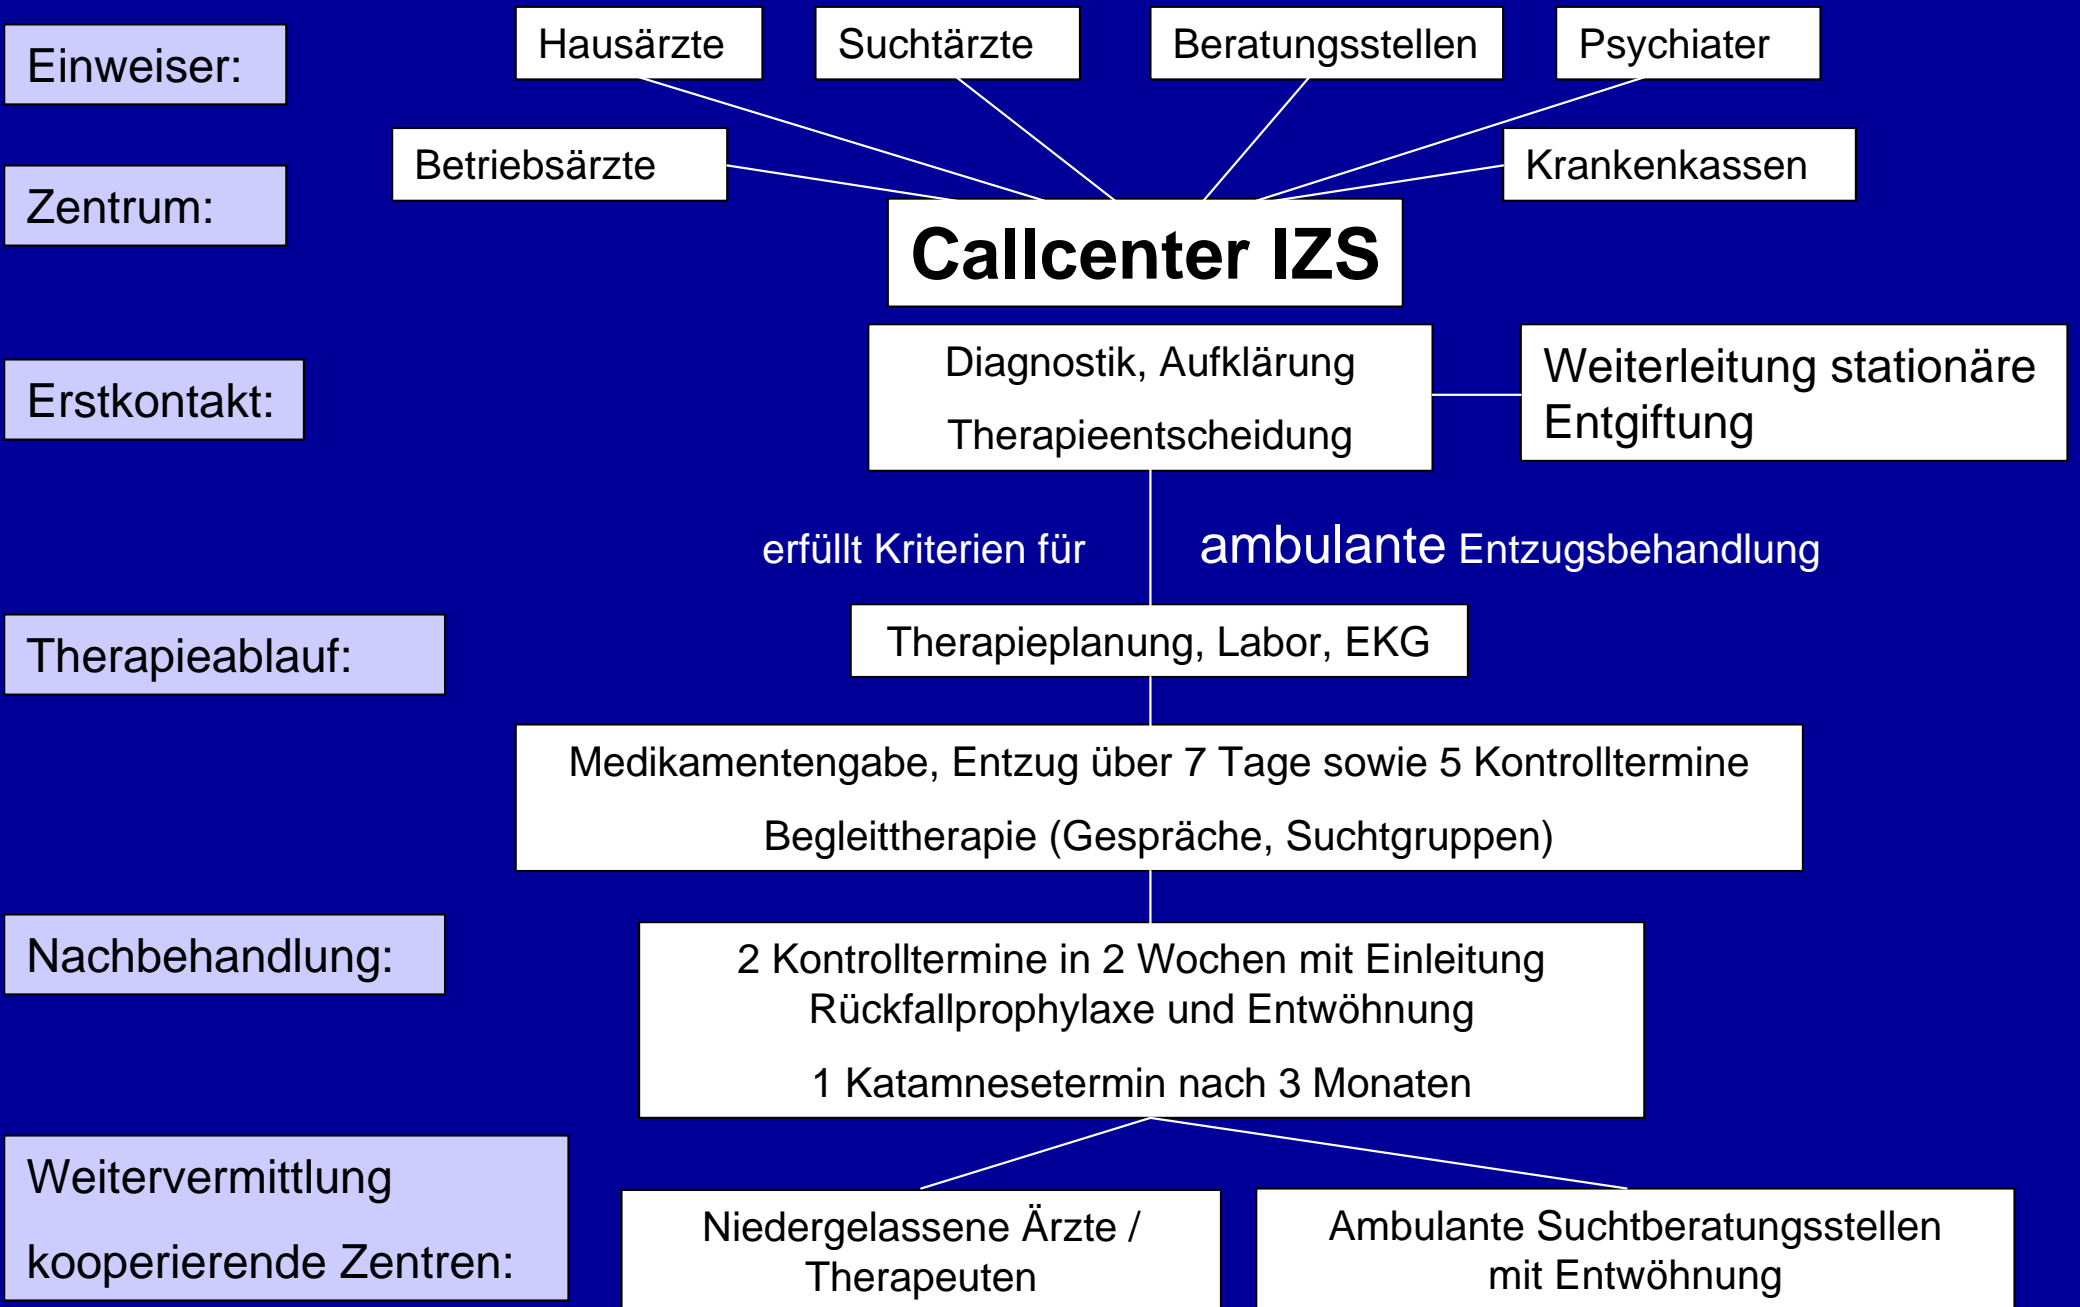 Einweiser:
Hausärzte
Suchtärzte
Beratungsstellen
Psychiater
Betriebsärzte
Krankenkassen
Zentrum:
Callcenter IZS
Erstkontakt:
Diagnostik, Aufklärung
Therapieentscheidung
Weiterleitung stationäre
Entgiftung
erfüllt Kriterien für
ambulante Entzugsbehandlung
Therapieablauf:
Therapieplanung, Labor, EKG
Medikamentengabe, Entzug über 7 Tage sowie 5 Kontrolltermine
Begleittherapie (Gespräche, Suchtgruppen)
Nachbehandlung:
2 Kontrolltermine in 2 Wochen mit Einleitung
Rückfallprophylaxe und Entwöhnung
1 Katamnesetermin nach 3 Monaten
Weitervermittlung
kooperierende Zentren:
Niedergelassene Ärzte /
Therapeuten
Ambulante Suchtberatungsstellen
mit Entwöhnung